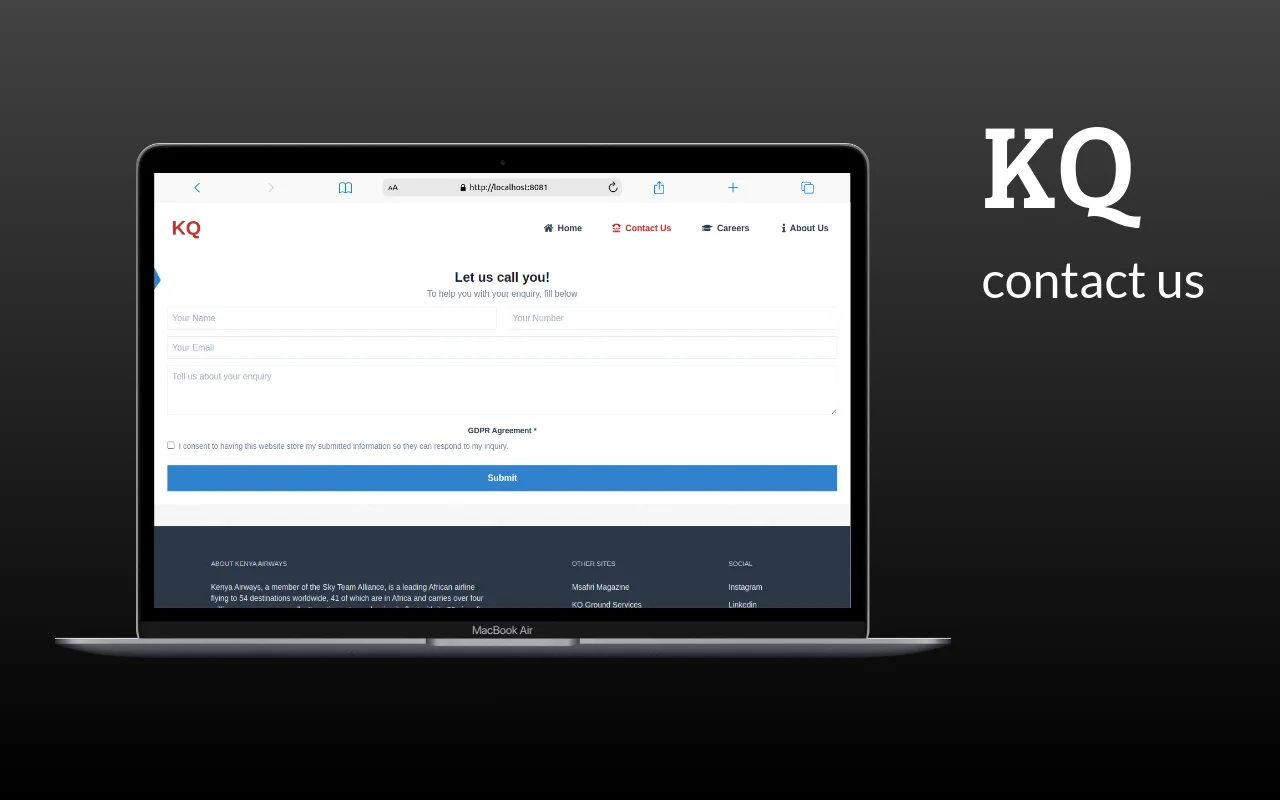 KQ
contact us
AA
http://localhost:8081
KQ
Home
Contact Us
Careers
About Us
Let us call you!
To help you with your enquiry, fill below
Your Name
Your Number
Your Email
Tell us about your enquiry
GDPR Agreement *
I consent to having this website store my submitted information so they can respond to my inquiry.
Submit
ABOUT KENYA AIRWAYS
Kenya Airways, a member of the Sky Team Alliance, is a leading African airline
flying to 54 destinations worldwide, 41 of which are in Africa and carries over four
OTHER SITES
Msafiri Magazine
KQ Ground Services
SOCIAL
Instagram
Linkedin
MacBook Air